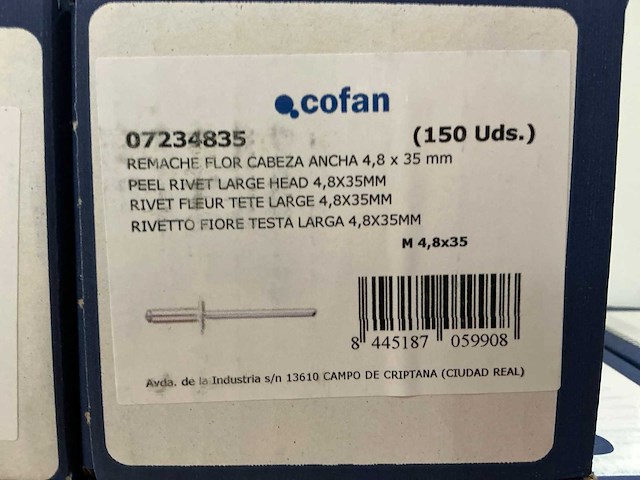 cofan
07234835 (150 Uds.)
REMACHE FLOR CABEZA ANCHA 4,8 x 35 mm
PEEL RIVET LARGE HEAD 4,8X35MM
RIVET FLEUR TETE LARGE 4,8X35MM
RIVETTO FIORE TESTA LARGA 4,8X35MM
M 4,8x35
8 445187 059908
Avda. de la Industria s/n 13610 CAMPO DE CRIPTANA (CIUDAD REAL)